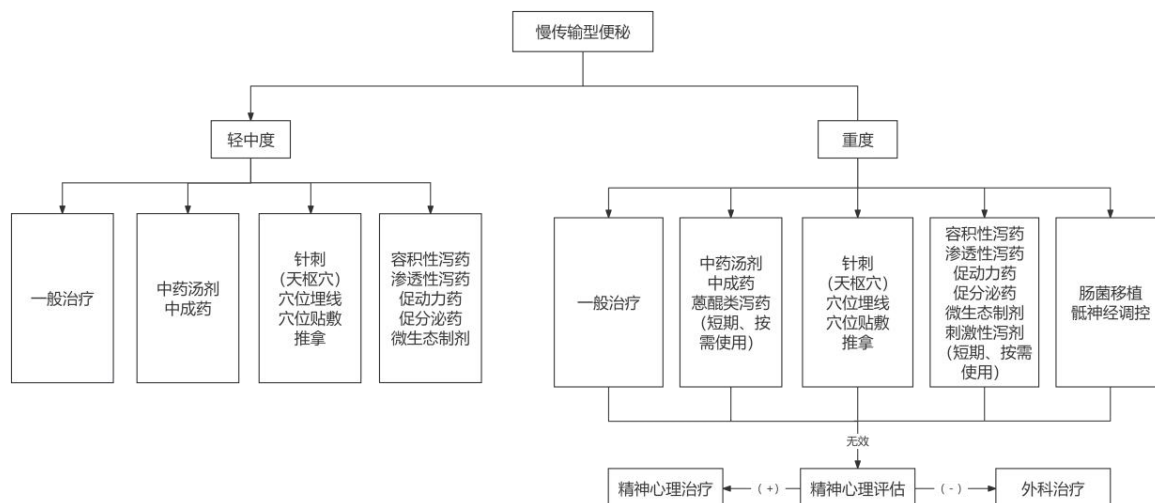 慢传输型便秘
轻中度
重度
一般治疗
中药汤剂
中成药
针刺
（天枢穴）
穴位埋线
穴位贴敷
推拿
容积性泻药
渗透性泻药
促动力药
促分泌药
微生态制剂
一般治疗
中药汤剂
中成药
蒽醌类泻药
（短期、按
需使用）
针刺
（天枢穴）
穴位埋线
穴位贴敷
推拿
容积性泻药
渗透性泻药
促动力药
促分泌药
微生态制剂
刺激性泻剂
（短期、按需
使用）
肠菌移植
骶神经调控
无效
精神心理治疗
（+）
精神心理评估
（-）
外科治疗